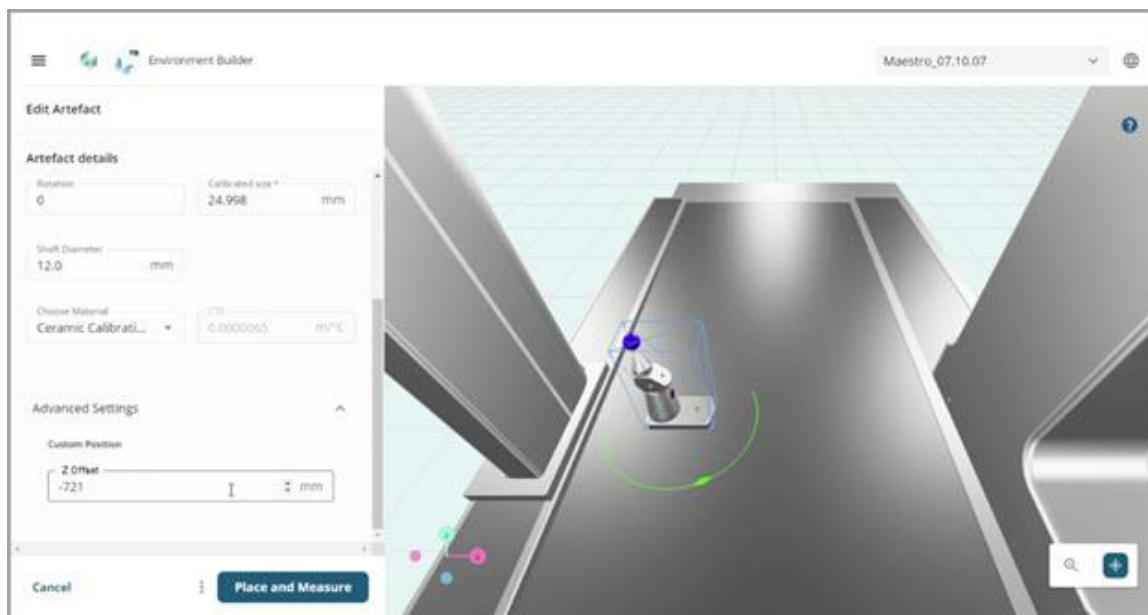 Environment Builder
Maestro_07.10.07
Edit Artefact
Artefact details
Rotation
0
Calibrated size *
24.998 mm
Shaft Diameter
12.0 mm
Choose Material
Ceramic Calibrati...
CTE
0.0000065 m/°C
Advanced Settings
Custom Position
Z Offset
-721 mm
Cancel
Place and Measure